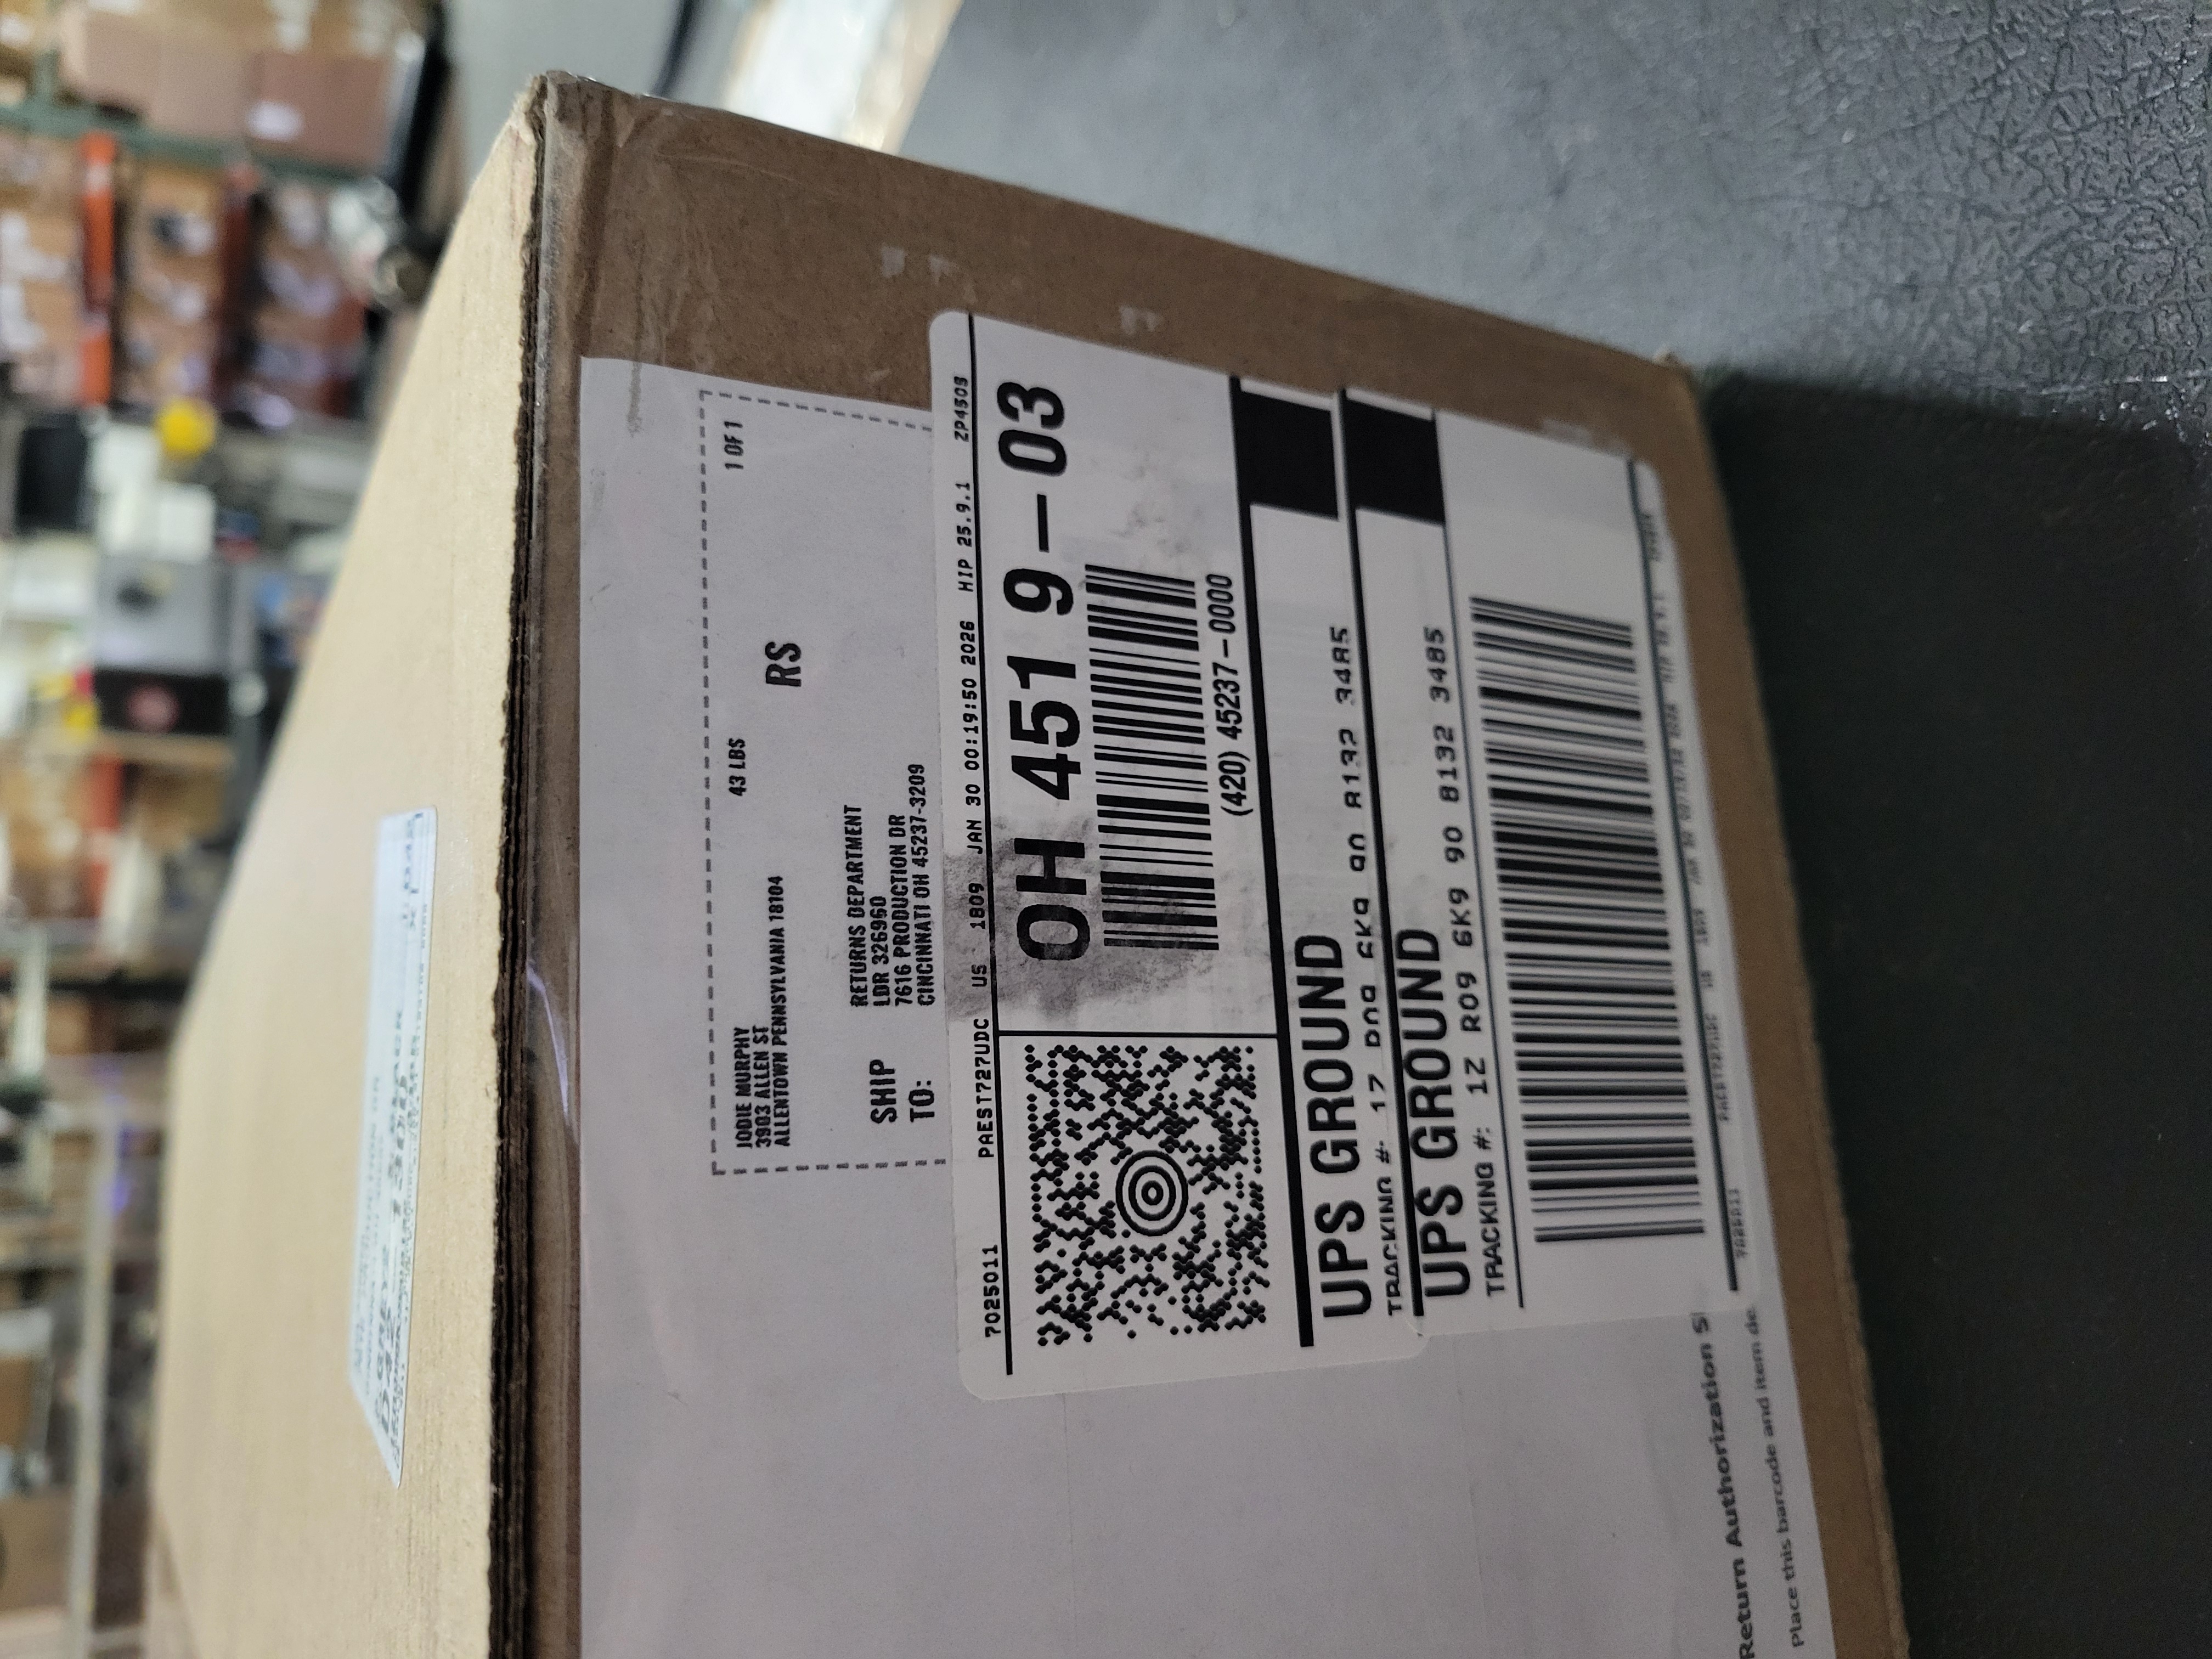 JODIE MURPHY
3903 ALLEN ST
ALLENTOWN PENNSYLVANIA 18104
43 LBS
1 OF 1
RS
SHIP
TO:
RETURNS DEPARTMENT
LDR 326960
7616 PRODUCTION DR
CINCINNATI OH 45237-3209
7025011 PAEST727UDC US 1809 JAN 30 00:19:50 2026 HIP 25.9.1 ZP450S
OH 451 9-03
(420) 45237-0000
UPS GROUND
TRACKING #:
UPS GROUND
TRACKING #: 1Z R09 6K9 90 8132 3485
Return Authorization
Place this barcode and item